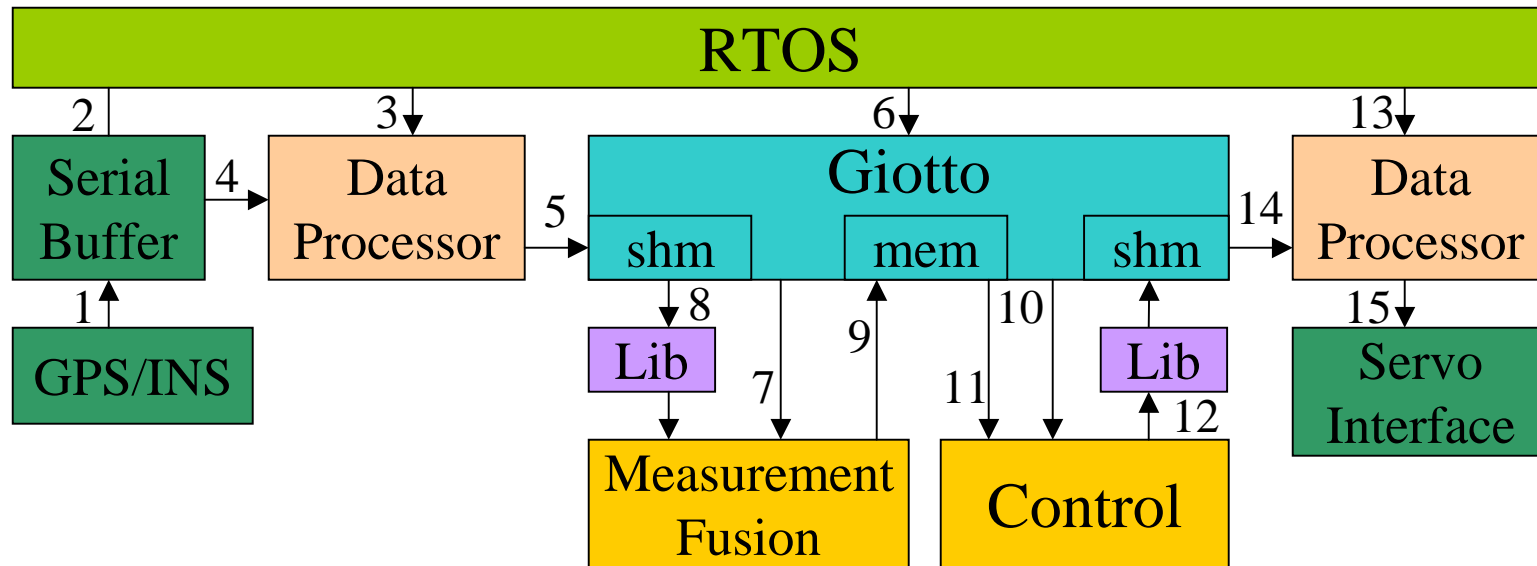 RTOS
2
3
6
13
Serial
Buffer
4
Data
Processor
5
Giotto
shm
mem
shm
14
Data
Processor
1
8
9
10
15
GPS/INS
Lib
7
11
Lib
12
Servo
Interface
Measurement
Fusion
Control